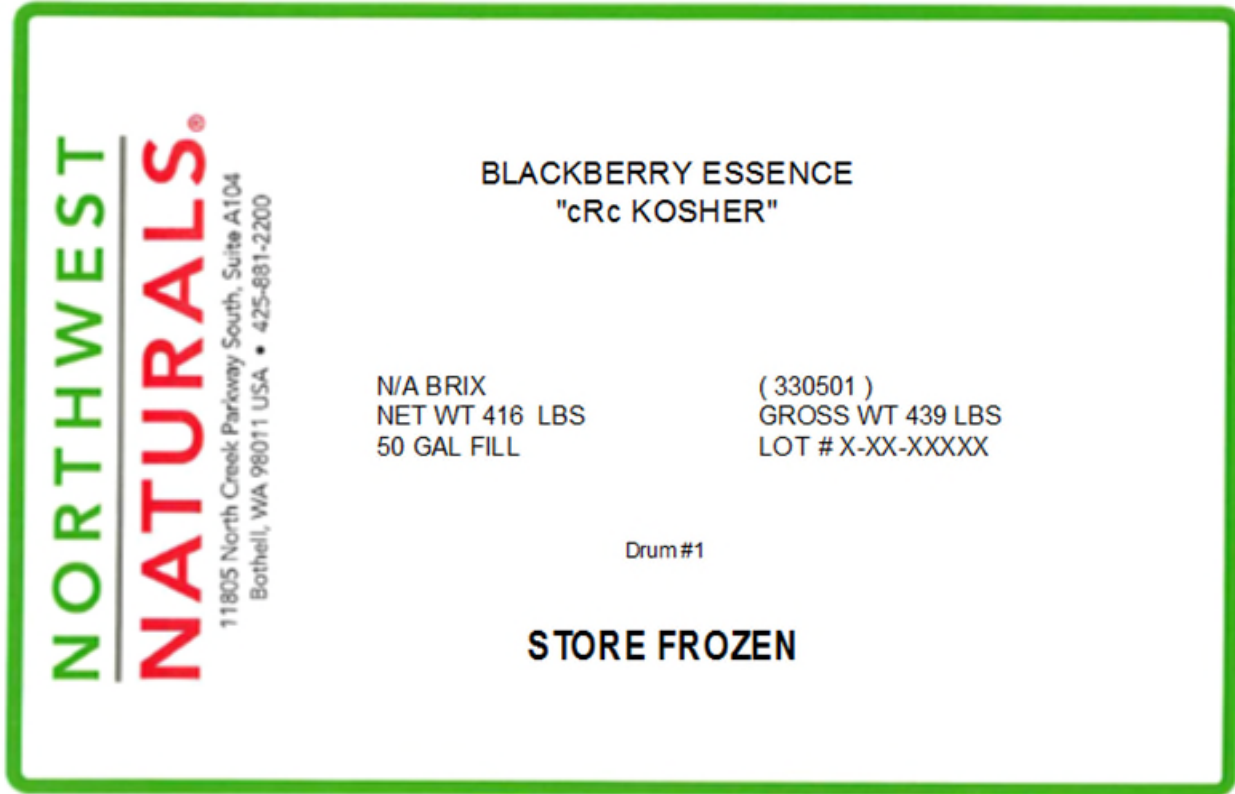 NORTHWEST
NATURALS®
11805 North Creek Parkway South, Suite A104
Bothell, WA 98011 USA • 425-881-2200
BLACKBERRY ESSENCE
"cRc KOSHER"
N/A BRIX
NET WT 416 LBS
50 GAL FILL
( 330501 )
GROSS WT 439 LBS
LOT # X-XX-XXXXX
Drum #1
STORE FROZEN